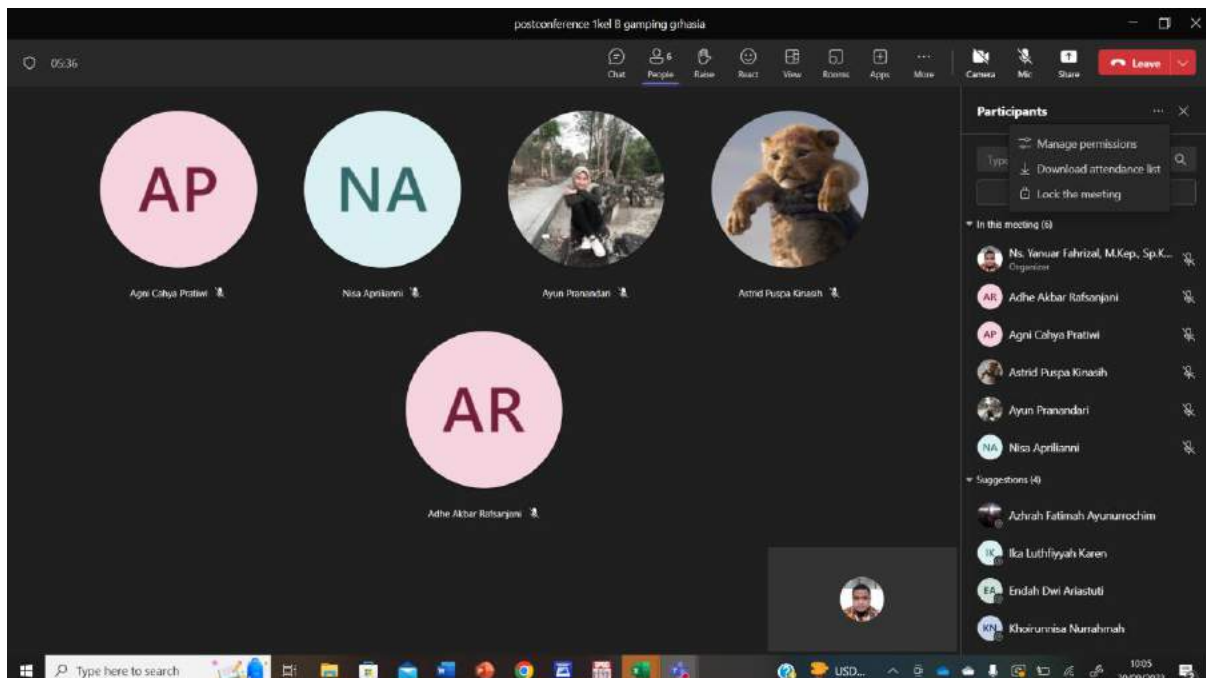 postconference 1kel B gamping grhasia
05:36
Chat
People
6
Raise
React
View
Rooms
Apps
More
Camera
Mic
Share
Leave
AP
Agni Cahya Pratiwi
NA
Nisa Aprilianni
Ayun Pranandari
Astrid Puspa Kinasih
AR
Adhe Akbar Rafsanjani
Participants
Manage permissions
Download attendance list
Lock the meeting
In this meeting (6)
Ns. Yanuar Fahrizal, M.Kep., Sp.K...
Organizer
AR Adhe Akbar Rafsanjani
AP Agni Cahya Pratiwi
Astrid Puspa Kinasih
Ayun Pranandari
NA Nisa Aprilianni
Suggestions (4)
Azhrah Fatimah Ayunurrochim
IK Ika Luthfiyyah Karen
EA Endah Dwi Ariastuti
KN Khoirunnisa Nurrahmah
Type here to search
USD...
10:05